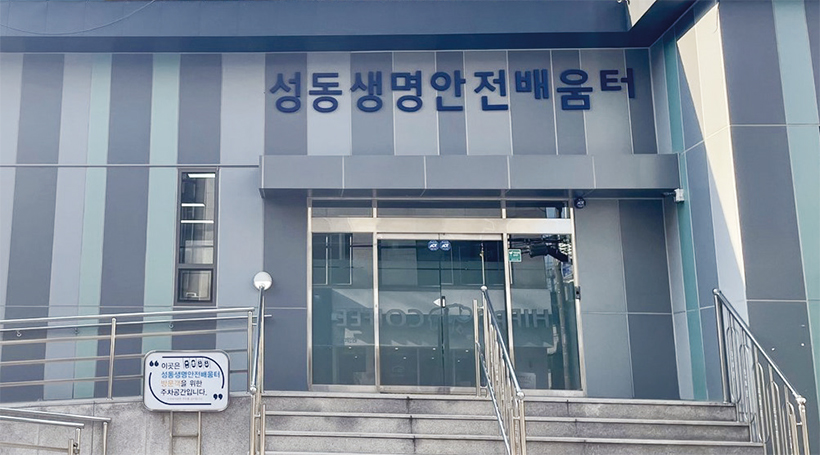 성동생명안전배움터
이곳은
성동생명안전배움터
방문객을 위한
주차공간입니다.